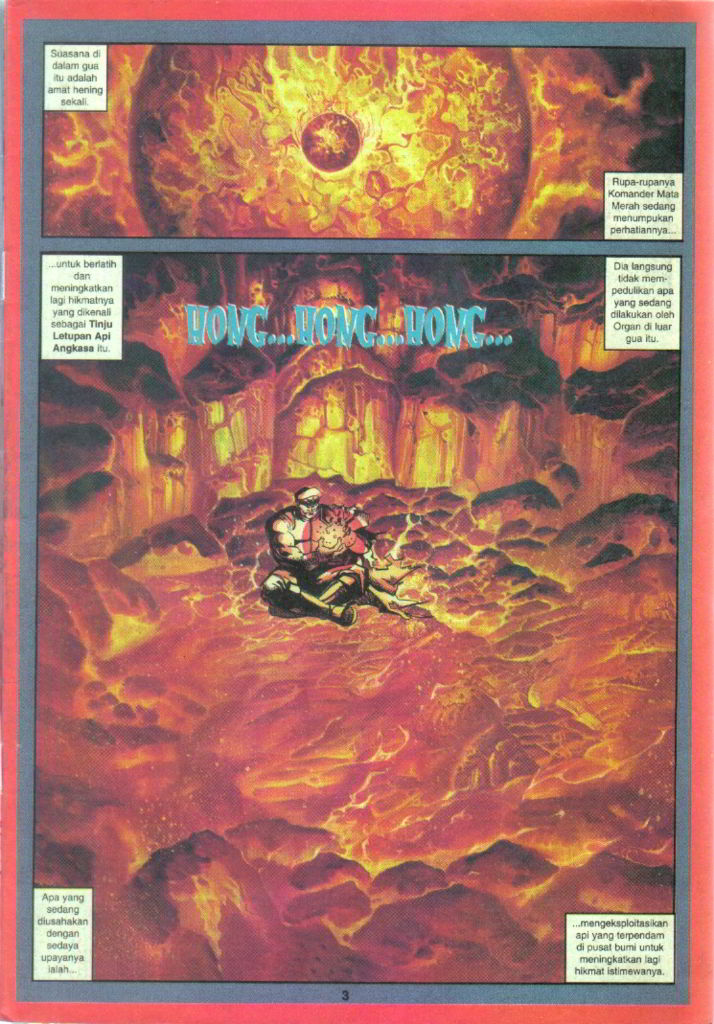 Suasana di
dalam gua
itu adalah
amat hening
sekali.
Rupa-rupanya
Komander Mata
Merah sedang
menumpukan
perhatiannya...
...untuk berlatih
dan
meningkatkan
lagi hikmatnya
yang dikenali
sebagai Tinju
Letupan Api
Angkasa itu.
Dia langsung
tidak mem-
pedulikan apa
yang sedang
dilakukan oleh
Organ di luar
gua itu.
HONG...HONG...HONG...
Apa yang
sedang
diusahakan
dengan
sedaya
upayanya
ialah...
...mengeksploitasikan
api yang terpendam
di pusat bumi untuk
meningkatkan lagi
hikmat istimewanya.
3